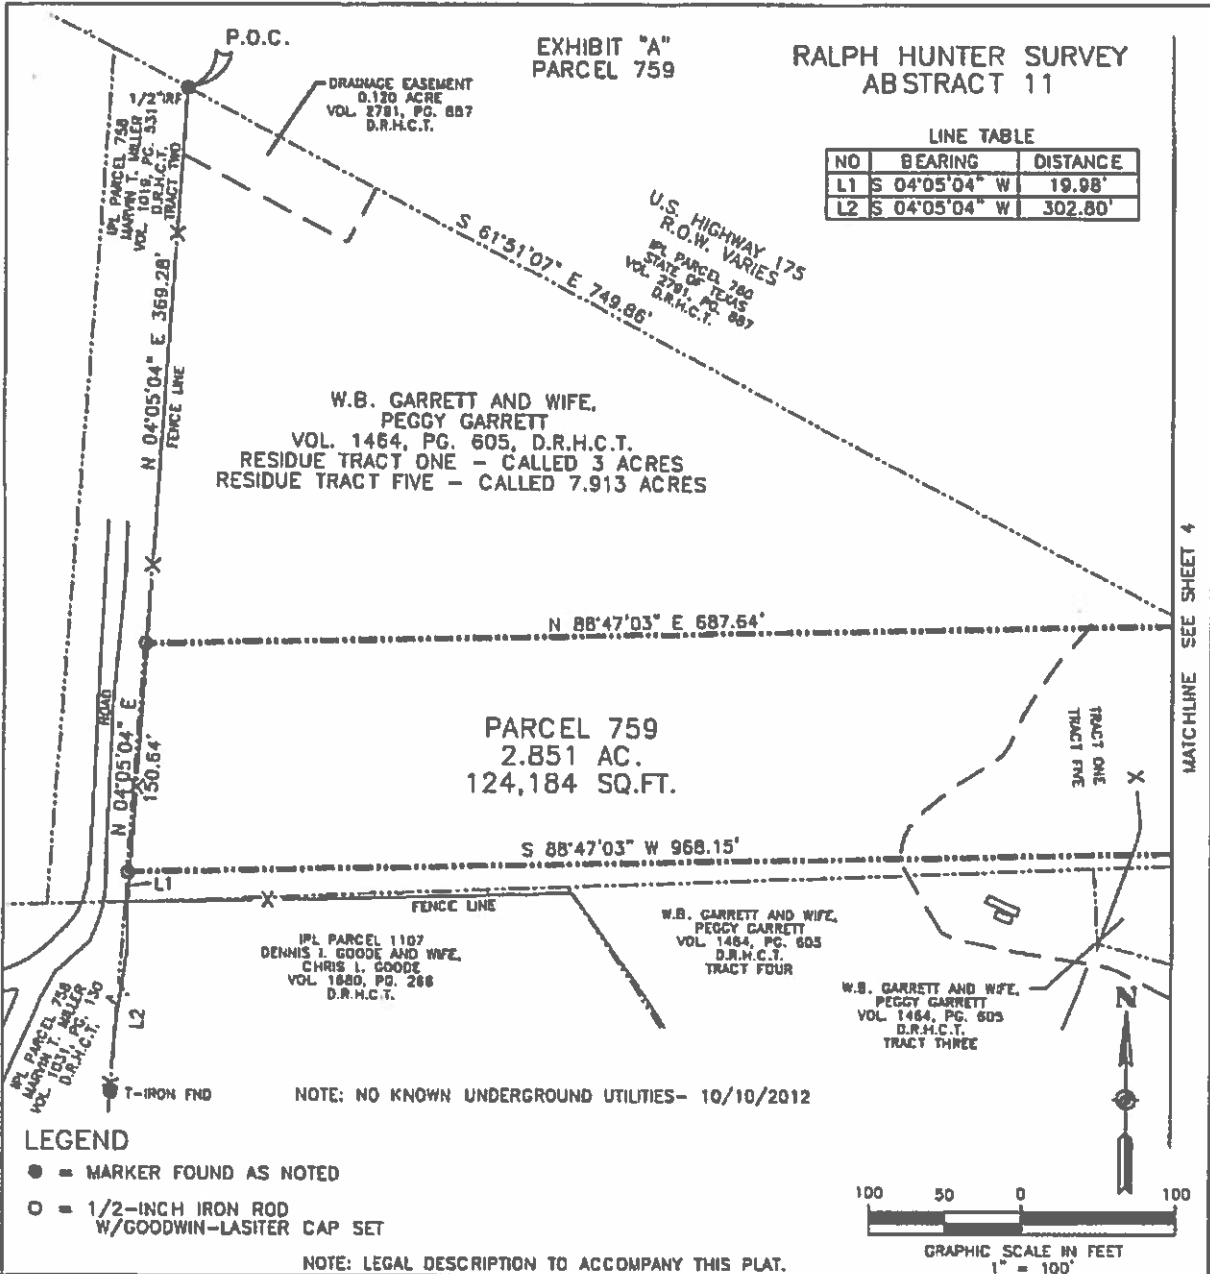 P.O.C.
EXHIBIT "A"
PARCEL 759
RALPH HUNTER SURVEY
ABSTRACT 11
LINE TABLE
NO BEARING DISTANCE
L1 S 04°05'04" W 19.98'
L2 S 04°05'04" W 302.80'
DRAINAGE EASEMENT
0.120 ACRE
VOL. 2791, PG. 887
D.R.H.C.T.
1/2" IRF
IPL PARCEL 758
MARVIN T. MILLER
VOL. 1019, PG. 531
D.R.H.C.T.
TRACT TWO
U.S. HIGHWAY 175
R.O.W. VARIES
IPL PARCEL 760
STATE OF TEXAS
VOL. 2791, PG. 887
D.R.H.C.T.
S 61°51'07" E 749.86'
N 04°05'04" E 369.28'
FENCE LINE
W.B. GARRETT AND WIFE,
PEGGY GARRETT
VOL. 1464, PG. 605, D.R.H.C.T.
RESIDUE TRACT ONE - CALLED 3 ACRES
RESIDUE TRACT FIVE - CALLED 7.913 ACRES
MATCHLINE SEE SHEET 4
N 88°47'03" E 687.64'
ROAD
N 04°05'04" E
150.64'
PARCEL 759
2.851 AC.
124,184 SQ.FT.
TRACT ONE
TRACT FIVE
S 88°47'03" W 968.15'
L1
FENCE LINE
IPL PARCEL 1107
DENNIS I. GOODE AND WIFE,
CHRIS L. GOODE
VOL. 1680, PG. 286
D.R.H.C.T.
W.B. GARRETT AND WIFE,
PEGGY GARRETT
VOL. 1464, PG. 605
D.R.H.C.T.
TRACT FOUR
W.B. GARRETT AND WIFE,
PEGGY GARRETT
VOL. 1464, PG. 605
D.R.H.C.T.
TRACT THREE
N
L2
IPL PARCEL 758
MARVIN T. MILLER
VOL. 1031, PG. 130
D.R.H.C.T.
T-IRON FND
NOTE: NO KNOWN UNDERGROUND UTILITIES- 10/10/2012
LEGEND
= MARKER FOUND AS NOTED
= 1/2-INCH IRON ROD
W/GOODWIN-LASITER CAP SET
100 50 0 100
GRAPHIC SCALE IN FEET
1" = 100'
NOTE: LEGAL DESCRIPTION TO ACCOMPANY THIS PLAT.